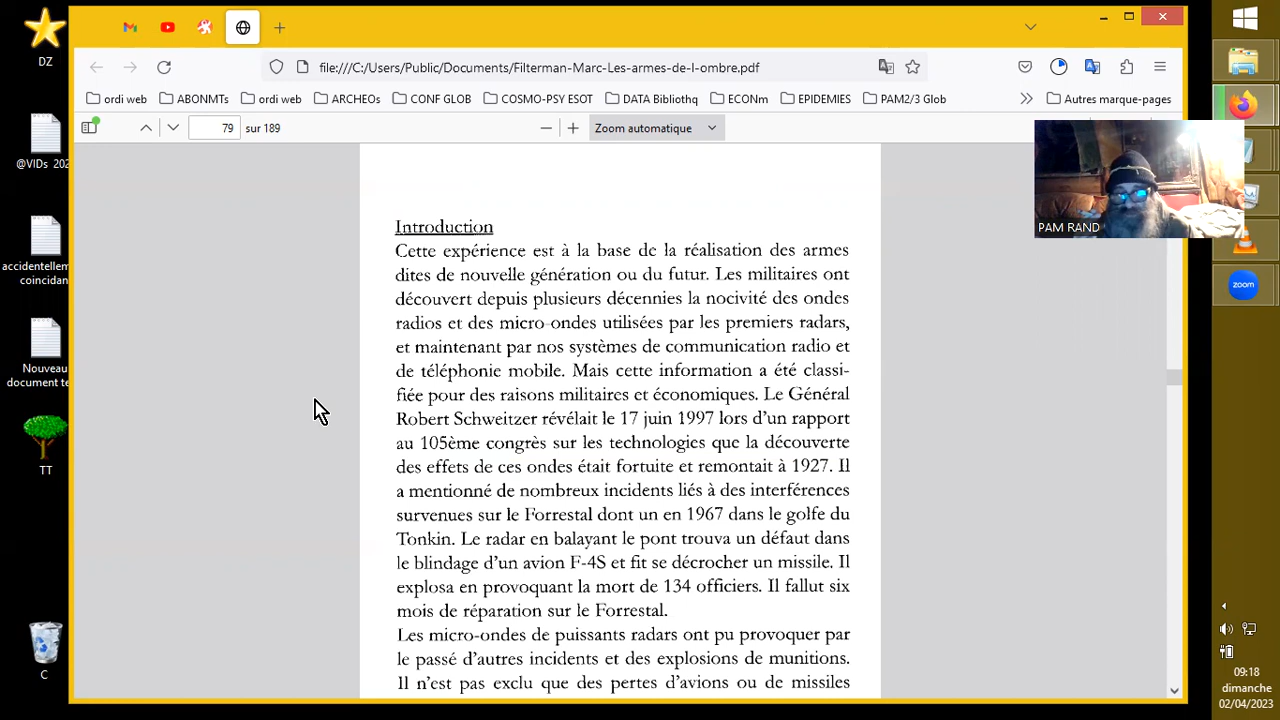 DZ
@VIDs 202
accidentellem
coincidan
Nouveau
document te
TT
C
file:///C:/Users/Public/Documents/Filterman-Marc-Les-armes-de-l-ombre.pdf
ordi web ABONMTs ordi web ARCHEOs CONF GLOB COSMO-PSY ESOT DATA Bibliothq ECONm EPIDEMIES PAM2/3 Glob Autres marque-pages
79 sur 189 Zoom automatique
Introduction
Cette expérience est à la base de la réalisation des armes
dites de nouvelle génération ou du futur. Les militaires ont
découvert depuis plusieurs décennies la nocivité des ondes
radios et des micro-ondes utilisées par les premiers radars,
et maintenant par nos systèmes de communication radio et
de téléphonie mobile. Mais cette information a été classi-
fiée pour des raisons militaires et économiques. Le Général
Robert Schweitzer révélait le 17 juin 1997 lors d'un rapport
au 105ème congrès sur les technologies que la découverte
des effets de ces ondes était fortuite et remontait à 1927. Il
a mentionné de nombreux incidents liés à des interférences
survenues sur le Forrestal dont un en 1967 dans le golfe du
Tonkin. Le radar en balayant le pont trouva un défaut dans
le blindage d'un avion F-4S et fit se décrocher un missile. Il
explosa en provoquant la mort de 134 officiers. Il fallut six
mois de réparation sur le Forrestal.
Les micro-ondes de puissants radars ont pu provoquer par
le passé d'autres incidents et des explosions de munitions.
Il n'est pas exclu que des pertes d'avions ou de missiles
PAM RAND
zoom
09:18
dimanche
02/04/2023